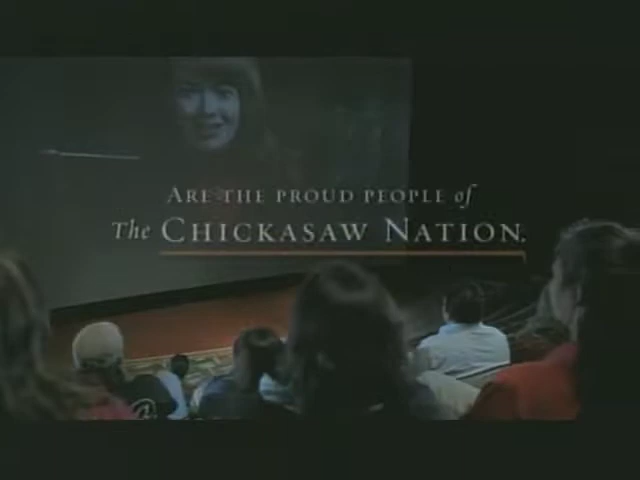 ARE THE PROUD PEOPLE of
The CHICKASAW NATION.